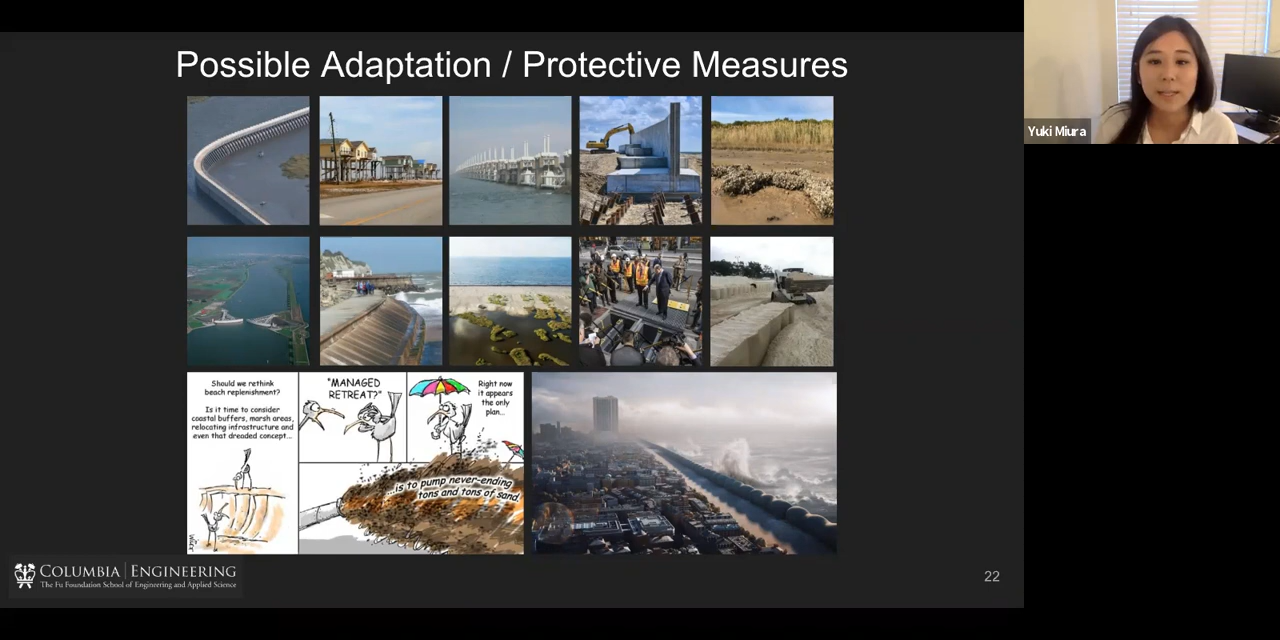 Possible Adaptation / Protective Measures
Yuki Miura
Should we rethink
beach replenishment?
Is it time to consider
coastal buffers, marsh areas,
relocating infrastructure and
even that dreaded concept...
"MANAGED
RETREAT?"
Right now
it appears
the only
plan...
...is to pump never-ending
tons and tons of sand.
COLUMBIA | ENGINEERING
The Fu Foundation School of Engineering and Applied Science
22